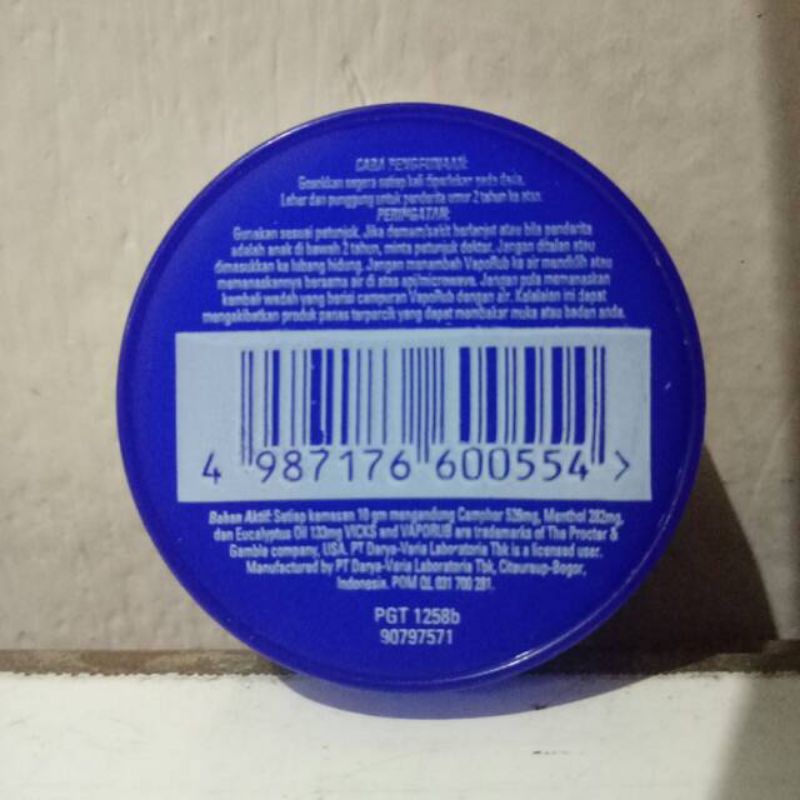 CARA PENGGUNAAN:
Gosokkan segera setiap kali diperlukan pada dada,
Leher dan punggung untuk penderita umur 2 tahun ke atas
PERINGATAN:
Gunakan sesuai petunjuk. Jika demam/sakit berlanjut atau bila penderita
adalah anak di bawah 2 tahun, minta petunjuk dokter. Jangan ditelan atau
dimasukkan ke lubang hidung. Jangan menambah VapoRub ke air mendidih atau
memanaskannya bersama air di atas api/microwave. Jangan pula memanaskan
kembali wadah yang berisi campuran VapoRub dengan air. Kelalaian ini dapat
mengakibatkan produk panas terpercik yang dapat membakar muka atau badan anda.
4 987176 600554 >
Bahan Aktif: Setiap kemasan 10 gm mengandung Camphor 526mg, Menthol 282mg,
dan Eucalyptus Oil 133mg VICKS and VAPORUB are trademarks of The Procter &
Gamble company, USA. PT Darya-Varia Laboratoria Tbk is a licensed user.
Manufactured by PT Darya-Varia Laboratoria Tbk, Citeureup-Bogor,
Indonesia. POM QL 031 700 281.
PGT 1258b
90797571